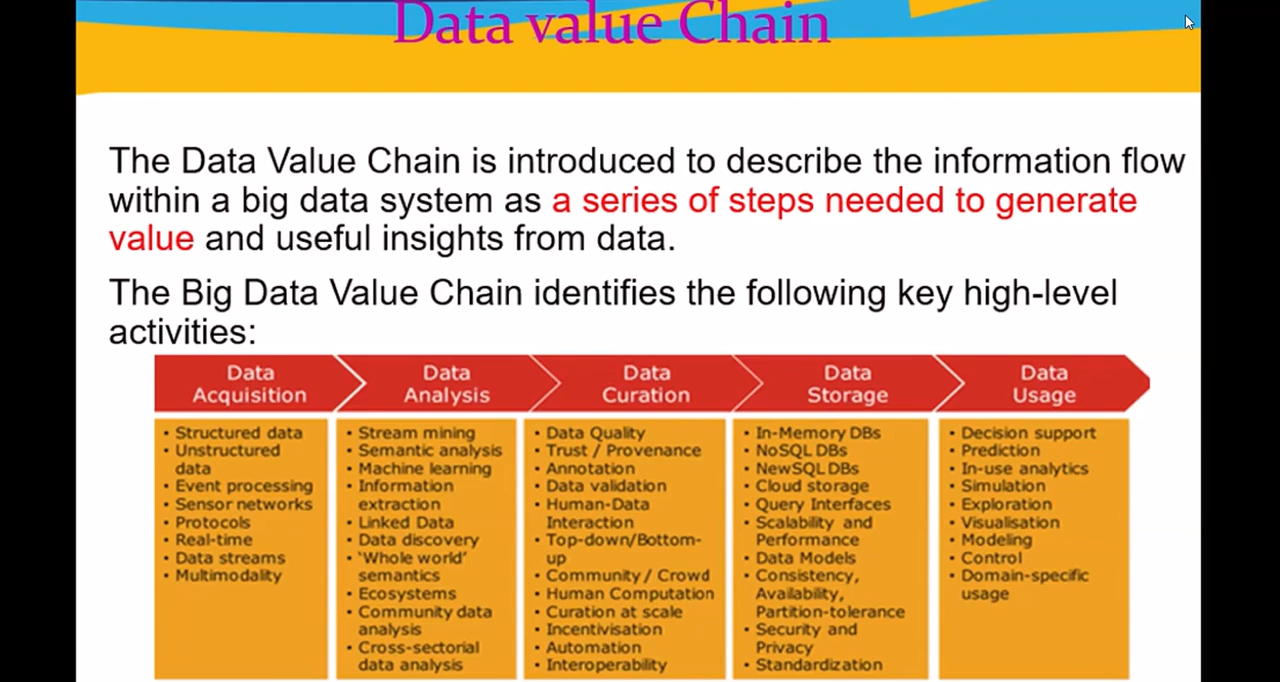 Data value Chain
The Data Value Chain is introduced to describe the information flow
within a big data system as a series of steps needed to generate
value and useful insights from data.
The Big Data Value Chain identifies the following key high-level
activities:
Data
Acquisition
• Structured data
• Unstructured
data
• Event processing
• Sensor networks
• Protocols
• Real-time
• Data streams
• Multimodality
Data
Analysis
• Stream mining
• Semantic analysis
• Machine learning
• Information
extraction
• Linked Data
• Data discovery
• 'Whole world'
semantics
• Ecosystems
• Community data
analysis
• Cross-sectorial
data analysis
Data
Curation
• Data Quality
• Trust / Provenance
• Annotation
• Data validation
• Human-Data
Interaction
• Top-down/Bottom-
up
• Community / Crowd
• Human Computation
• Curation at scale
• Incentivisation
• Automation
• Interoperability
Data
Storage
• In-Memory DBs
• NoSQL DBs
• NewSQL DBs
• Cloud storage
• Query Interfaces
• Scalability and
Performance
• Data Models
• Consistency,
Availability,
Partition-tolerance
• Security and
Privacy
• Standardization
Data
Usage
• Decision support
• Prediction
• In-use analytics
• Simulation
• Exploration
• Visualisation
• Modeling
• Control
• Domain-specific
usage